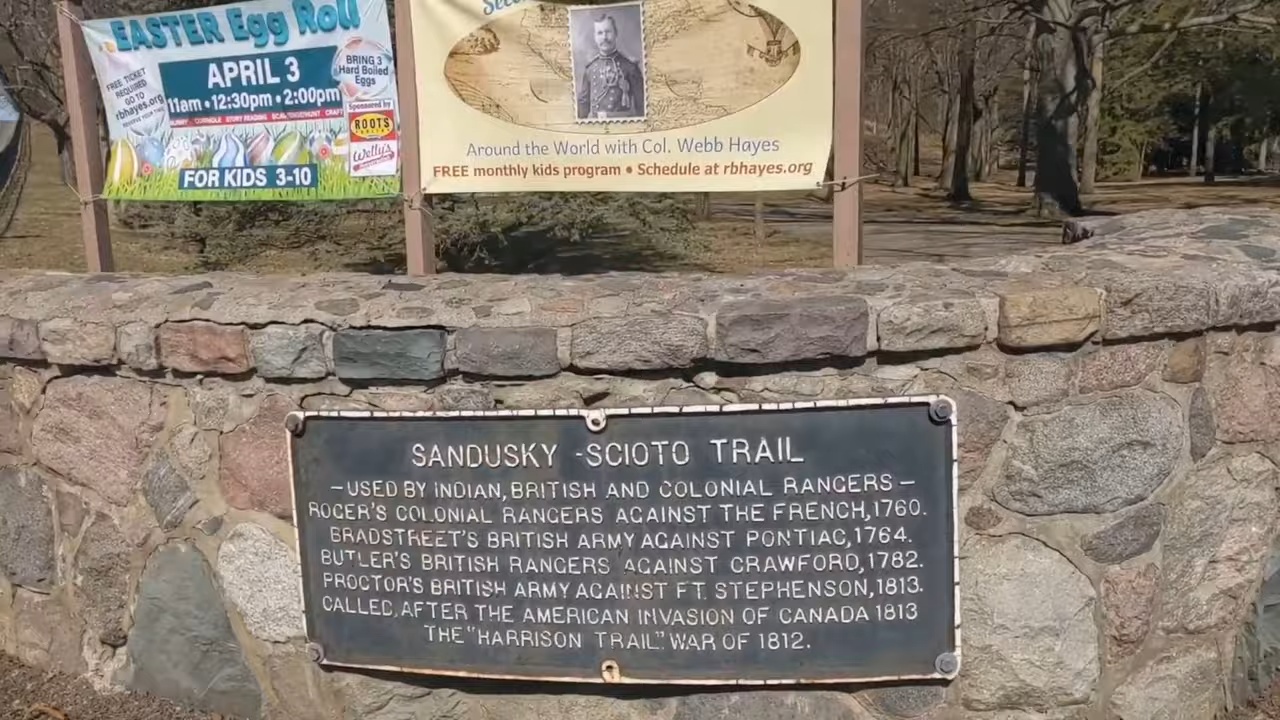 EASTER Egg Roll
APRIL 3
11am • 12:30pm • 2:00pm
FREE TICKET
REQUIRED
GO TO
rbhayes.org
BRING 3
Hard Boiled
Eggs
Sponsored by
ROOTS
Welly's
FOR KIDS 3-10
Around the World with Col. Webb Hayes
FREE monthly kids program • Schedule at rbhayes.org
SANDUSKY - SCIOTO TRAIL
— USED BY INDIAN, BRITISH AND COLONIAL RANGERS —
ROGER'S COLONIAL RANGERS AGAINST THE FRENCH, 1760.
BRADSTREET'S BRITISH ARMY AGAINST PONTIAC, 1764.
BUTLER'S BRITISH RANGERS AGAINST CRAWFORD, 1782.
PROCTOR'S BRITISH ARMY AGAINST FT. STEPHENSON, 1813.
CALLED, AFTER THE AMERICAN INVASION OF CANADA 1813
THE "HARRISON TRAIL". WAR OF 1812.